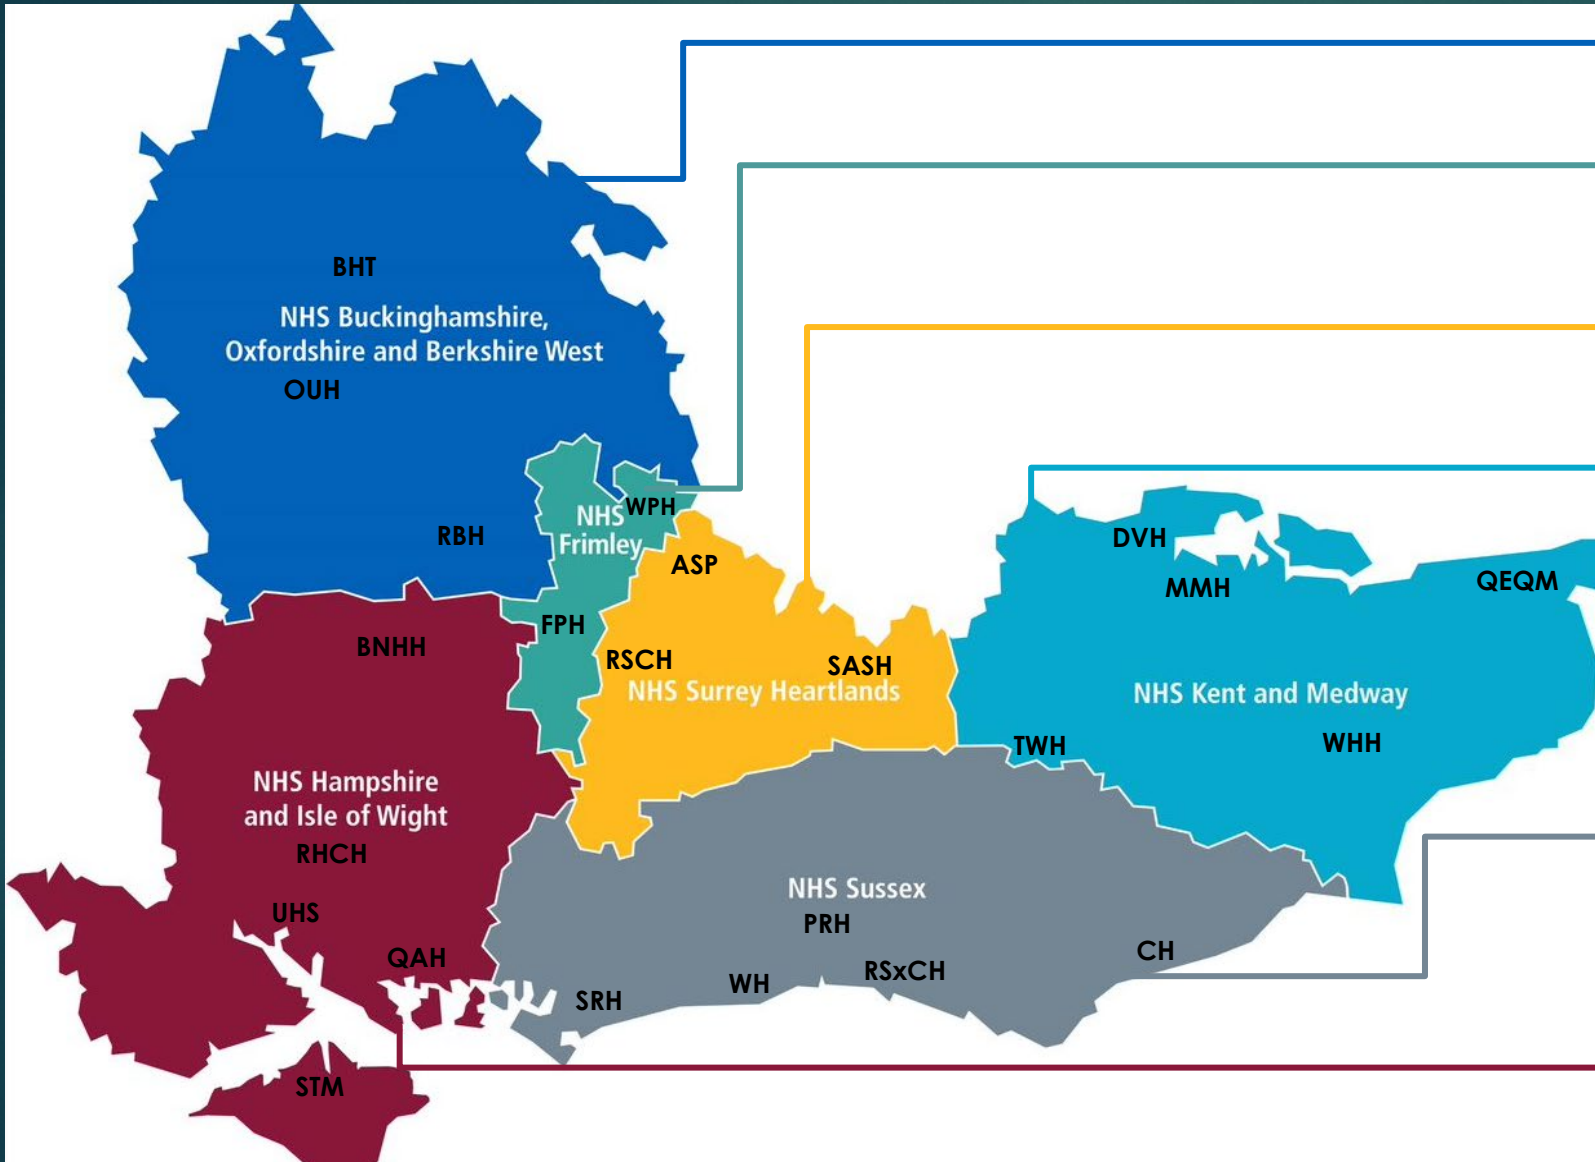 BHT
NHS Buckinghamshire,
Oxfordshire and Berkshire West
OUH
RBH
NHS
Frimley
WPH
FPH
ASP
RSCH
SASH
NHS Surrey Heartlands
DVH
MMH
QEQM
NHS Kent and Medway
TWH
WHH
BNHH
NHS Hampshire
and Isle of Wight
RHCH
UHS
QAH
STM
NHS Sussex
PRH
CH
RSxCH
WH
SRH